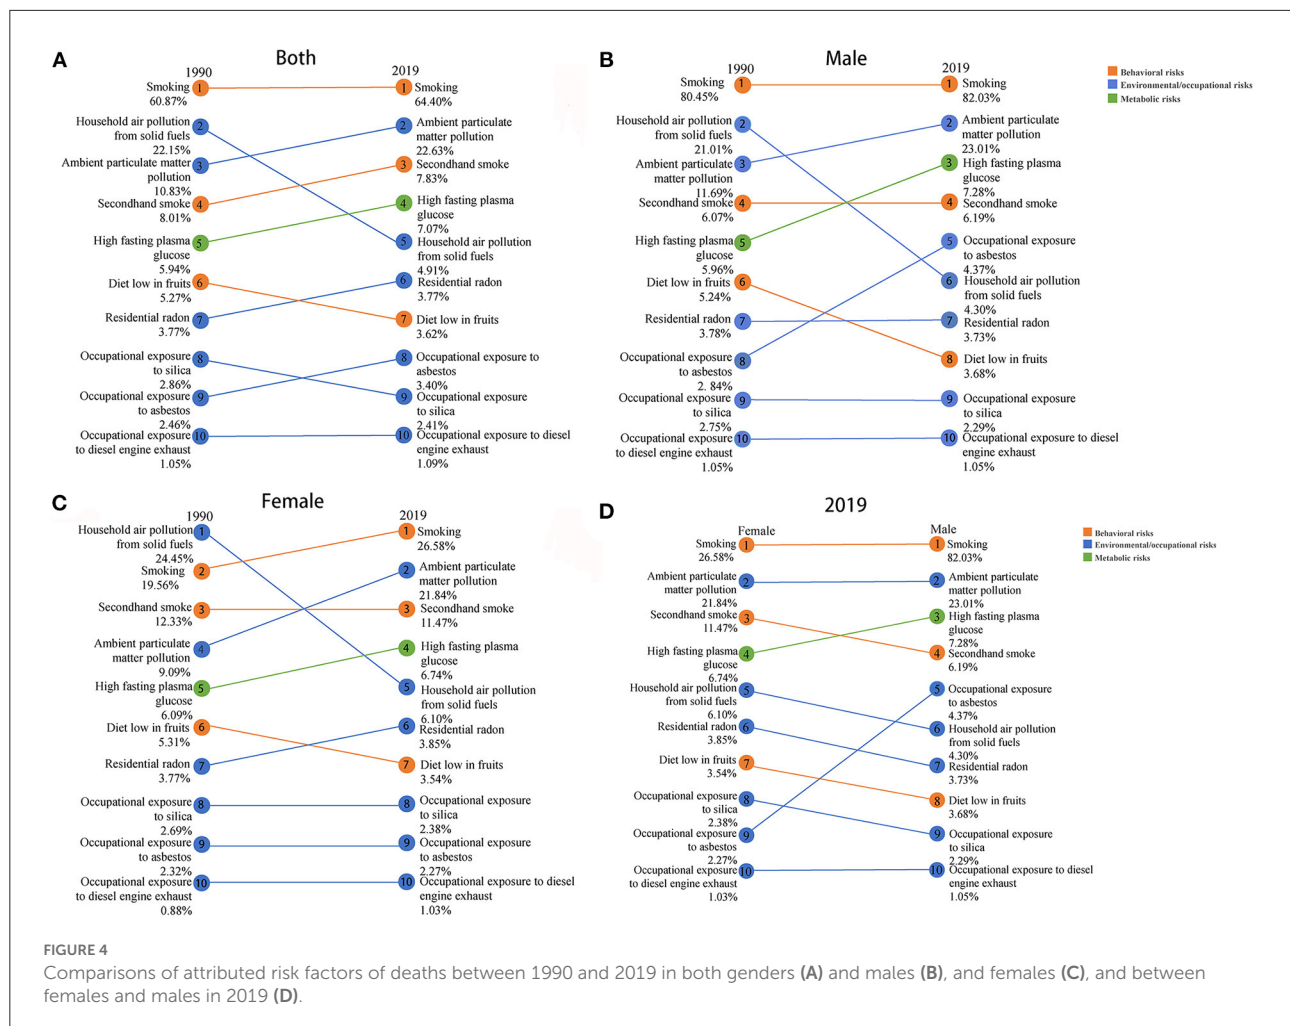 A
Both
1990
2019
Smoking
60.87%
1
1
Smoking
64.40%
Household air pollution
from solid fuels
22.15%
2
2
Ambient particulate
matter pollution
22.63%
Ambient particulate matter
pollution
10.83%
3
3
Secondhand smoke
7.83%
Secondhand smoke
8.01%
4
4
High fasting plasma
glucose
7.07%
High fasting plasma
glucose
5.94%
5
5
Household air pollution
from solid fuels
4.91%
Diet low in fruits
5.27%
6
6
Residential radon
3.77%
Residential radon
3.77%
7
7
Diet low in fruits
3.62%
Occupational exposure
to silica
2.86%
8
8
Occupational exposure to
asbestos
3.40%
Occupational exposure
to asbestos
2.46%
9
9
Occupational exposure
to silica
2.41%
Occupational exposure
to diesel engine exhaust
1.05%
10
10
Occupational exposure to diesel
engine exhaust
1.09%
B
Male
1990
2019
Smoking
80.45%
1
1
Smoking
82.03%
Household air pollution
from solid fuels
21.01%
2
2
Ambient particulate
matter pollution
23.01%
Ambient particulate
matter pollution
11.69%
3
3
High fasting plasma
glucose
7.28%
Secondhand smoke
6.07%
4
4
Secondhand smoke
6.19%
High fasting plasma
glucose
5.96%
5
5
Occupational exposure
to asbestos
4.37%
Diet low in fruits
5.24%
6
6
Household air pollution
from solid fuels
4.30%
Residential radon
3.78%
7
7
Residential radon
3.73%
Occupational exposure
to asbestos
2. 84%
8
8
Diet low in fruits
3.68%
Occupational exposure
to silica
2.75%
9
9
Occupational exposure
to silica
2.29%
Occupational exposure
to diesel engine exhaust
1.05%
10
10
Occupational exposure to diesel
engine exhaust
1.05%
Behavioral risks
Environmental/occupational risks
Metabolic risks
C
Female
1990
2019
Household air pollution
from solid fuels
24.45%
1
1
Smoking
26.58%
Smoking
19.56%
2
2
Ambient particulate
matter pollution
21.84%
Secondhand smoke
12.33%
3
3
Secondhand smoke
11.47%
Ambient particulate
matter pollution
9.09%
4
4
High fasting plasma
glucose
6.74%
High fasting plasma
glucose
6.09%
5
5
Household air pollution
from solid fuels
6.10%
Diet low in fruits
5.31%
6
6
Residential radon
3.85%
Residential radon
3.77%
7
7
Diet low in fruits
3.54%
Occupational exposure
to silica
2.69%
8
8
Occupational exposure
to silica
2.38%
Occupational exposure
to asbestos
2.32%
9
9
Occupational exposure
to asbestos
2.27%
Occupational exposure
to diesel engine exhaust
0.88%
10
10
Occupational exposure to diesel
engine exhaust
1.03%
D
2019
Female
Male
Smoking
26.58%
1
1
Smoking
82.03%
Ambient particulate
matter pollution
21.84%
2
2
Ambient particulate
matter pollution
23.01%
Secondhand smoke
11.47%
3
3
High fasting plasma
glucose
7.28%
High fasting plasma
glucose
6.74%
4
4
Secondhand smoke
6.19%
Household air pollution
from solid fuels
6.10%
5
5
Occupational exposure
to asbestos
4.37%
Residential radon
3.85%
6
6
Household air pollution
from solid fuels
4.30%
Diet low in fruits
3.54%
7
7
Residential radon
3.73%
Occupational exposure
to silica
2.38%
8
8
Diet low in fruits
3.68%
Occupational exposure
to asbestos
2.27%
9
9
Occupational exposure
to silica
2.29%
Occupational exposure
to diesel engine exhaust
1.03%
10
10
Occupational exposure to diesel
engine exhaust
1.05%
Behavioral risks
Environmental/occupational risks
Metabolic risks
FIGURE 4
Comparisons of attributed risk factors of deaths between 1990 and 2019 in both genders (A) and males (B), and females (C), and between
females and males in 2019 (D).